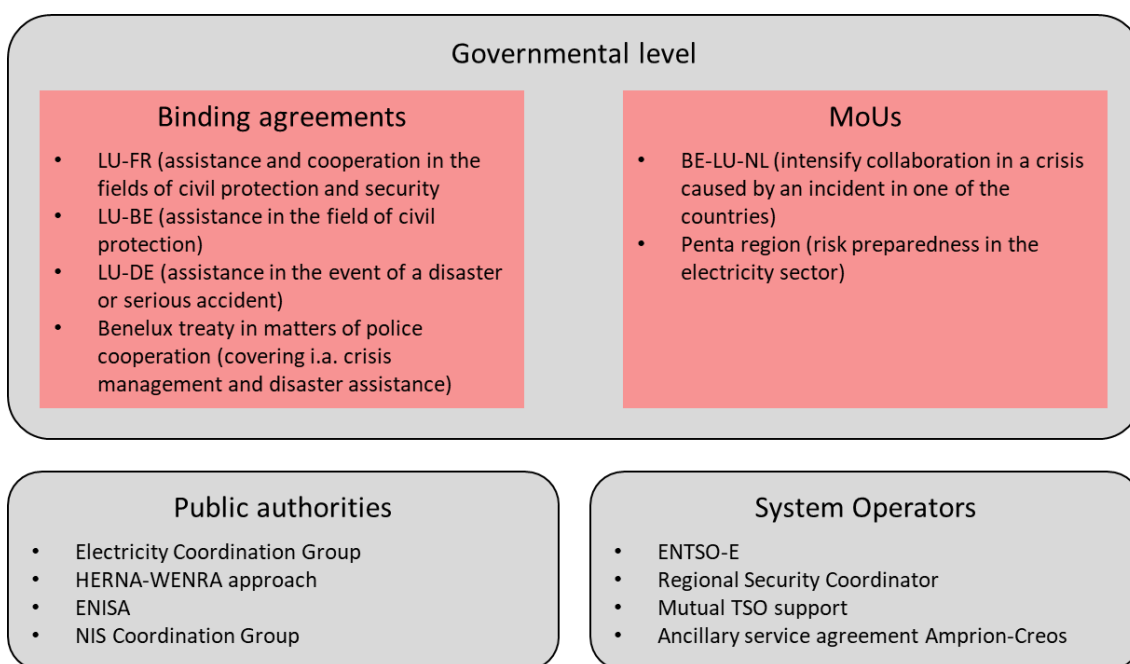 Governmental level
Binding agreements
• LU-FR (assistance and cooperation in the
fields of civil protection and security
• LU-BE (assistance in the field of civil
protection)
• LU-DE (assistance in the event of a disaster
or serious accident)
• Benelux treaty in matters of police
cooperation (covering i.a. crisis
management and disaster assistance)
MoUs
• BE-LU-NL (intensify collaboration in a crisis
caused by an incident in one of the
countries)
• Penta region (risk preparedness in the
electricity sector)
Public authorities
• Electricity Coordination Group
• HERNA-WENRA approach
• ENISA
• NIS Coordination Group
System Operators
• ENTSO-E
• Regional Security Coordinator
• Mutual TSO support
• Ancillary service agreement Amprion-Creos